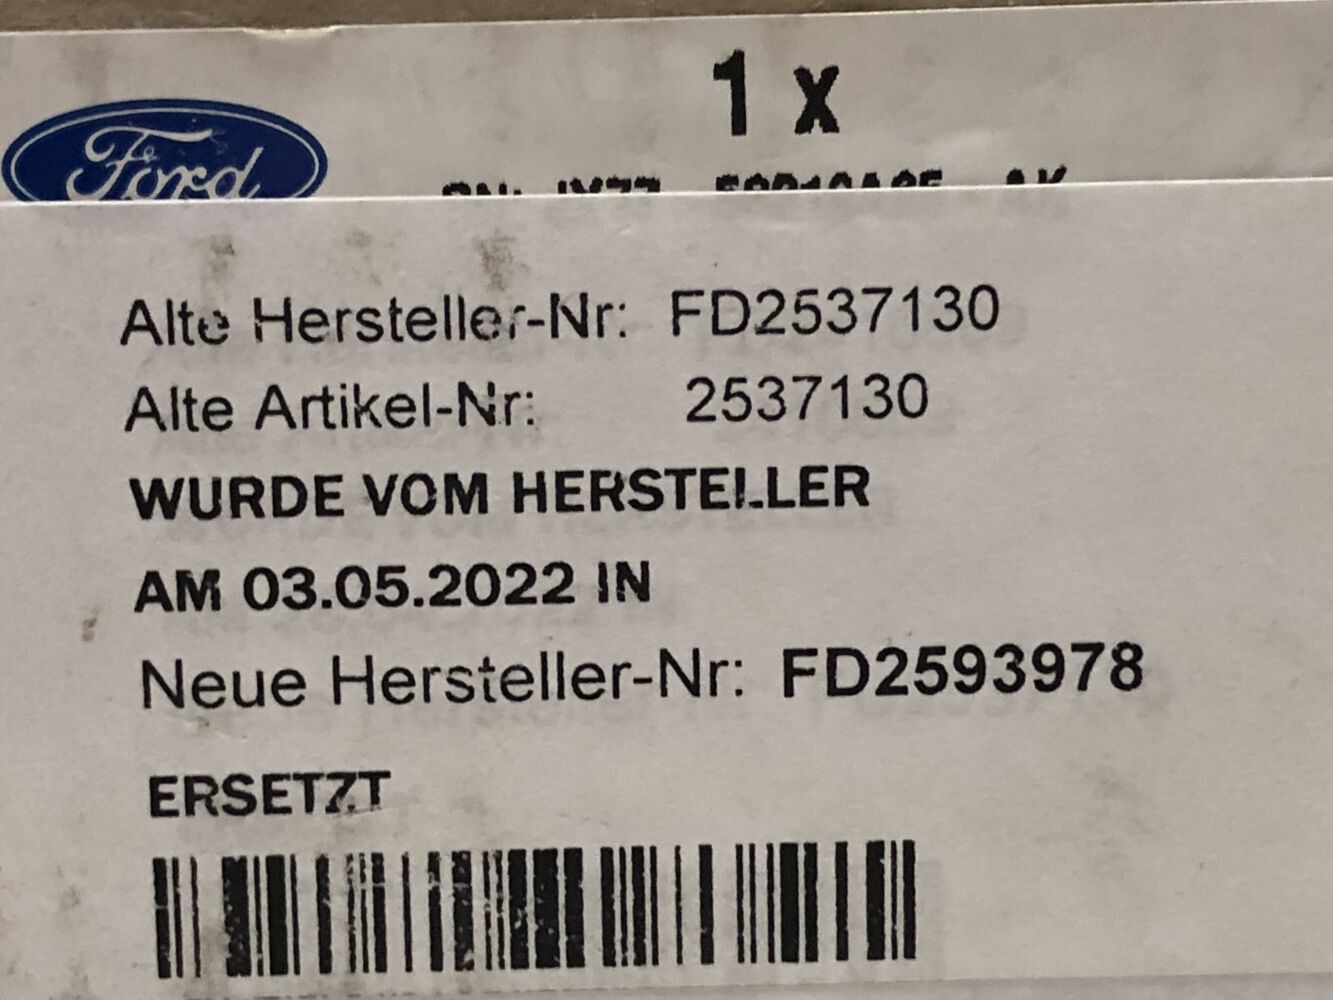 1 x
Ford
Alte Hersteller-Nr: FD2537130
Alte Artikel-Nr: 2537130
WURDE VOM HERSTELLER
AM 03.05.2022 IN
Neue Hersteller-Nr: FD2593978
ERSETZT